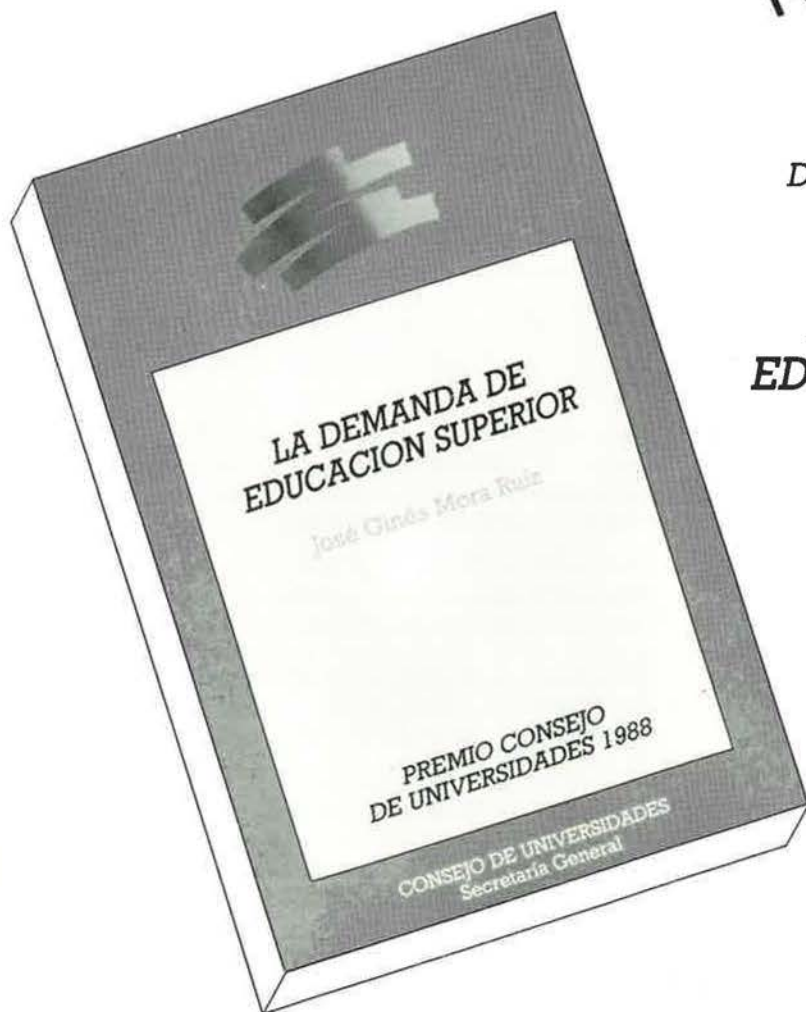 LA DEMANDA DE
EDUCACION SUPERIOR
José Ginés Mora Ruiz
PREMIO CONSEJO
DE UNIVERSIDADES 1988
CONSEJO DE UNIVERSIDADES
Secretaría General
D
ED